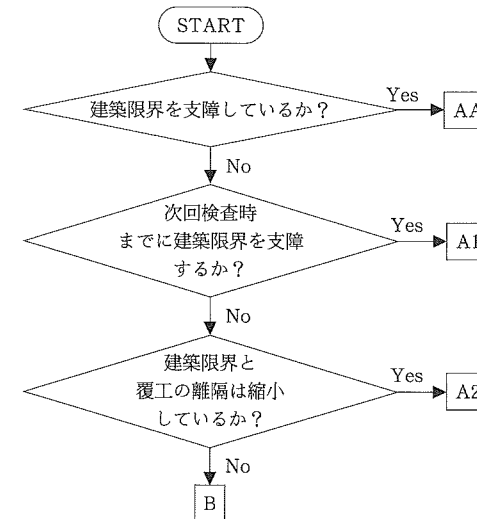 START
建築限界を支障しているか？
Yes
AA
No
次回検査時
までに建築限界を支障
するか？
Yes
A1
No
建築限界と
覆工の離隔は縮小
しているか？
Yes
A2
No
B